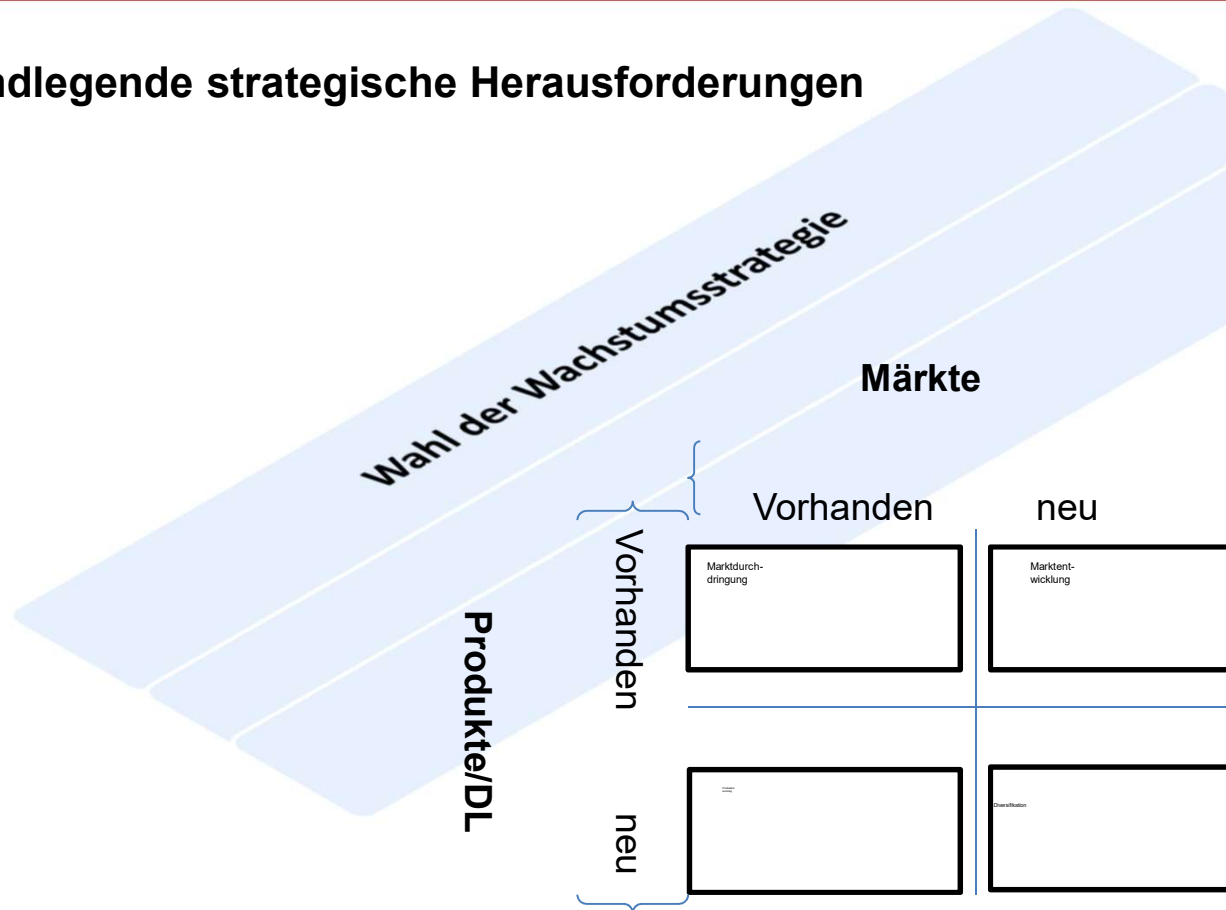 ndlegende strategische Herausforderungen
Wahl der Wachstumsstrategie
Märkte
Vorhanden neu
Produkte/DL
Vorhanden
neu
Marktdurch-
dringung
Marktent-
wicklung
Diversifikation